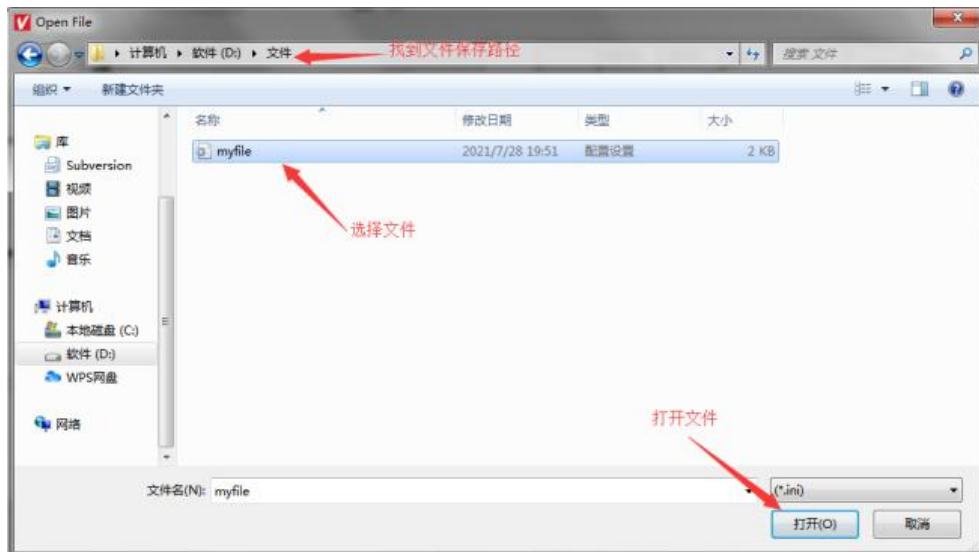 Open File
计算机 ▸ 软件 (D:) ▸ 文件
找到文件保存路径
搜索 文件
组织 新建文件夹
名称 修改日期 类型 大小
myfile 2021/7/28 19:51 配置设置 2 KB
选择文件
库
Subversion
视频
图片
文档
音乐
计算机
本地磁盘 (C:)
软件 (D:)
WPS网盘
网络
打开文件
文件名(N): myfile (*.ini)
打开(O) 取消